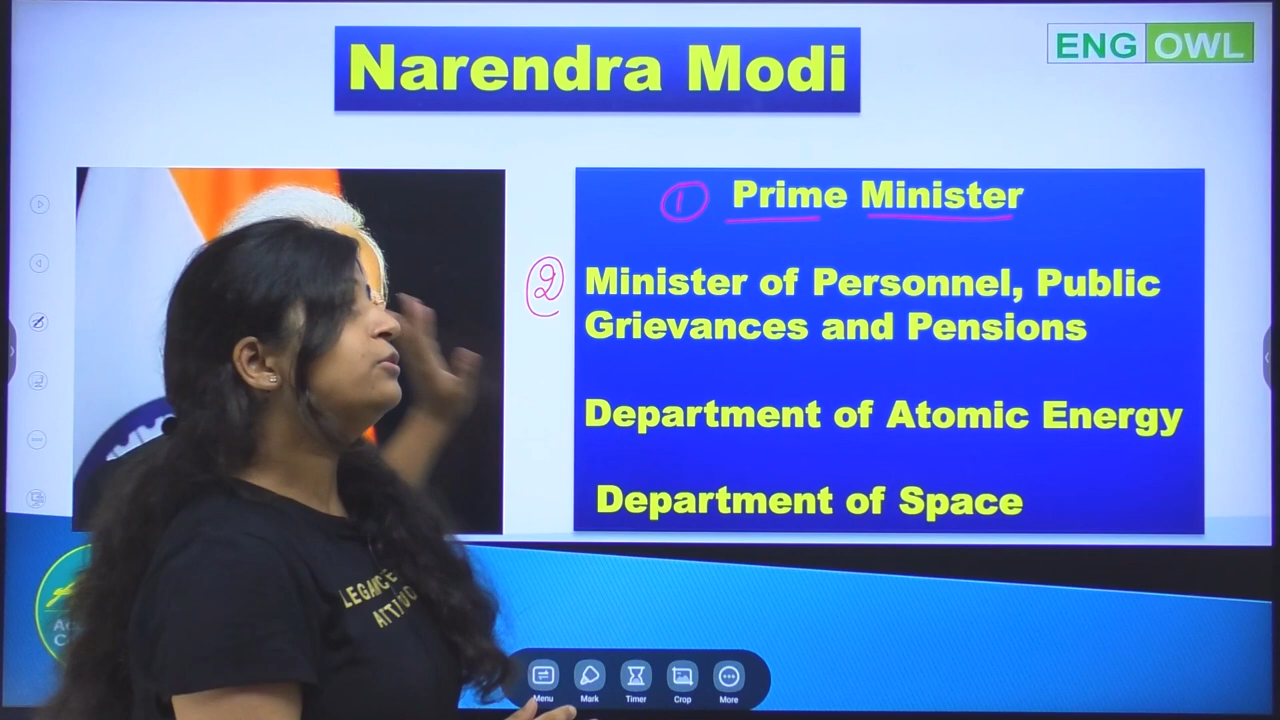 Narendra Modi
ENG OWL
① Prime Minister
② Minister of Personnel, Public
Grievances and Pensions
Department of Atomic Energy
Department of Space
Menu Mark Timer Crop More